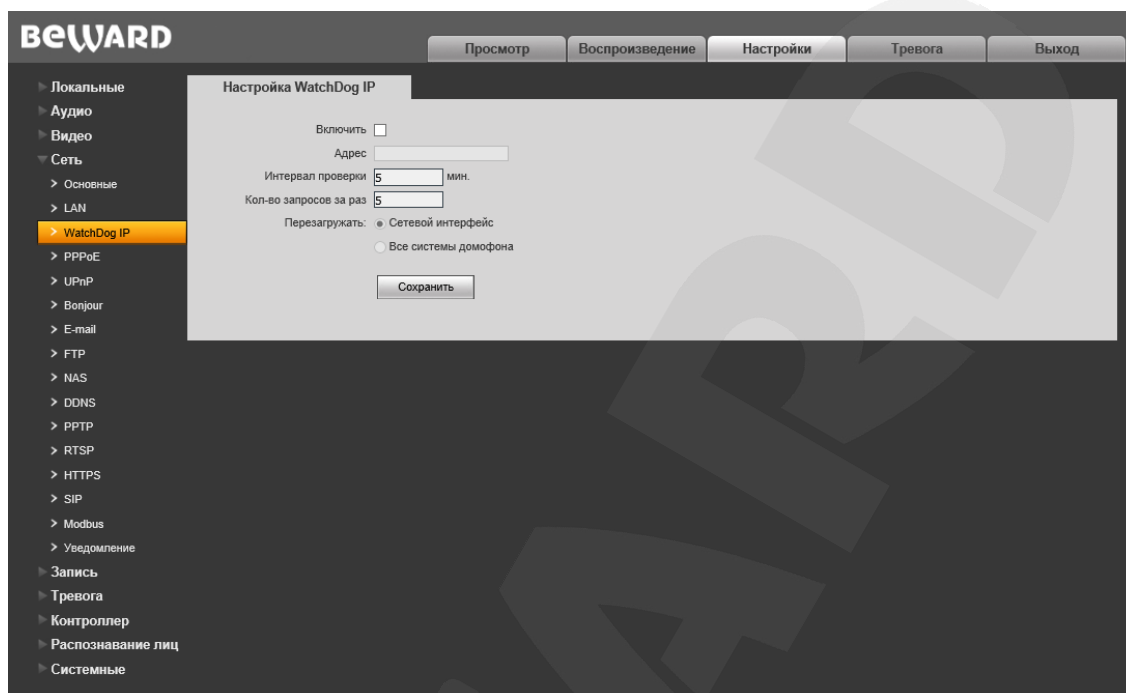 BEWARD
Просмотр
Воспроизведение
Настройки
Тревога
Выход
Локальные
Аудио
Видео
Сеть
Основные
LAN
WatchDog IP
PPPoE
UPnP
Bonjour
E-mail
FTP
NAS
DDNS
PPTP
RTSP
HTTPS
SIP
Modbus
Уведомление
Запись
Тревога
Контроллер
Распознавание лиц
Системные
Настройка WatchDog IP
Включить
Адрес
Интервал проверки 5 мин.
Кол-во запросов за раз 5
Перезагружать: Сетевой интерфейс
Все системы домофона
Сохранить